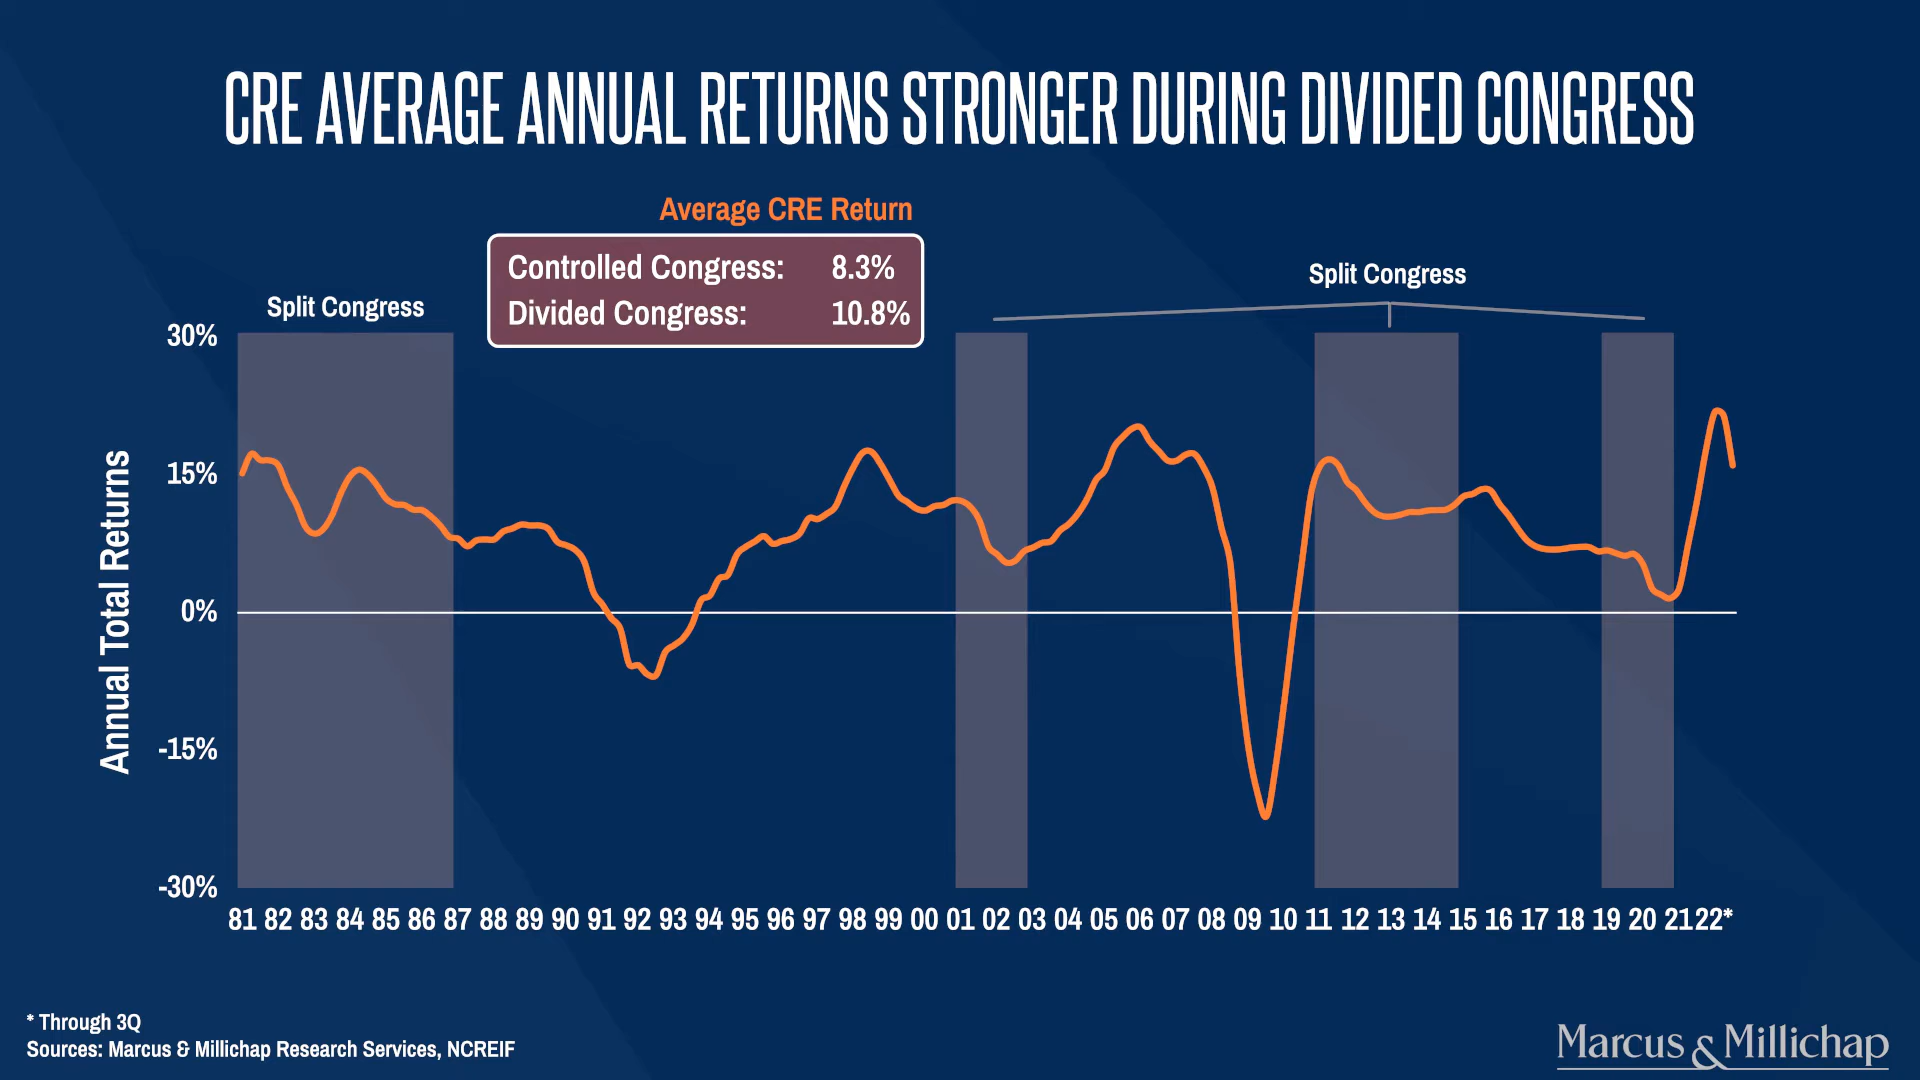 CRE AVERAGE ANNUAL RETURNS STRONGER DURING DIVIDED CONGRESS
Average CRE Return
Controlled Congress: 8.3%
Divided Congress: 10.8%
Split Congress
Split Congress
Annual Total Returns
30%
15%
0%
-15%
-30%
81 82 83 84 85 86 87 88 89 90 91 92 93 94 95 96 97 98 99 00 01 02 03 04 05 06 07 08 09 10 11 12 13 14 15 16 17 18 19 20 21 22*
* Through 3Q
Sources: Marcus & Millichap Research Services, NCREIF
Marcus & Millichap